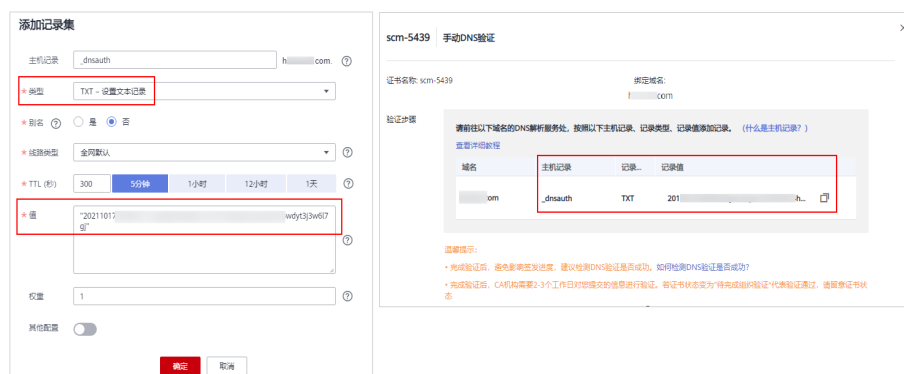 添加记录集
主机记录 _dnsauth h com.
* 类型 TXT – 设置文本记录
* 别名 是 否
* 线路类型 全网默认
* TTL (秒) 300 5分钟 1小时 12小时 1天
* 值 "20211017 wdyt3j3w6l7
gj"
权重 1
其他配置
确定 取消
scm-5439 手动DNS验证
证书名称: scm-5439 绑定域名:
com
验证步骤
请前往以下域名的DNS解析服务处，按照以下主机记录、记录类型、记录值添加记录。 （什么是主机记录？）
查看详细教程
域名 主机记录 记录... 记录值
om _dnsauth TXT 201 h...
温馨提示：
• 完成验证后，避免影响签发进度，建议检测DNS验证是否成功。如何检测DNS验证是否成功？
• 完成验证后，CA机构需要2-3个工作日对您提交的信息进行验证。若证书状态变为“待完成组织验证”代表验证通过，请留意证书状
态